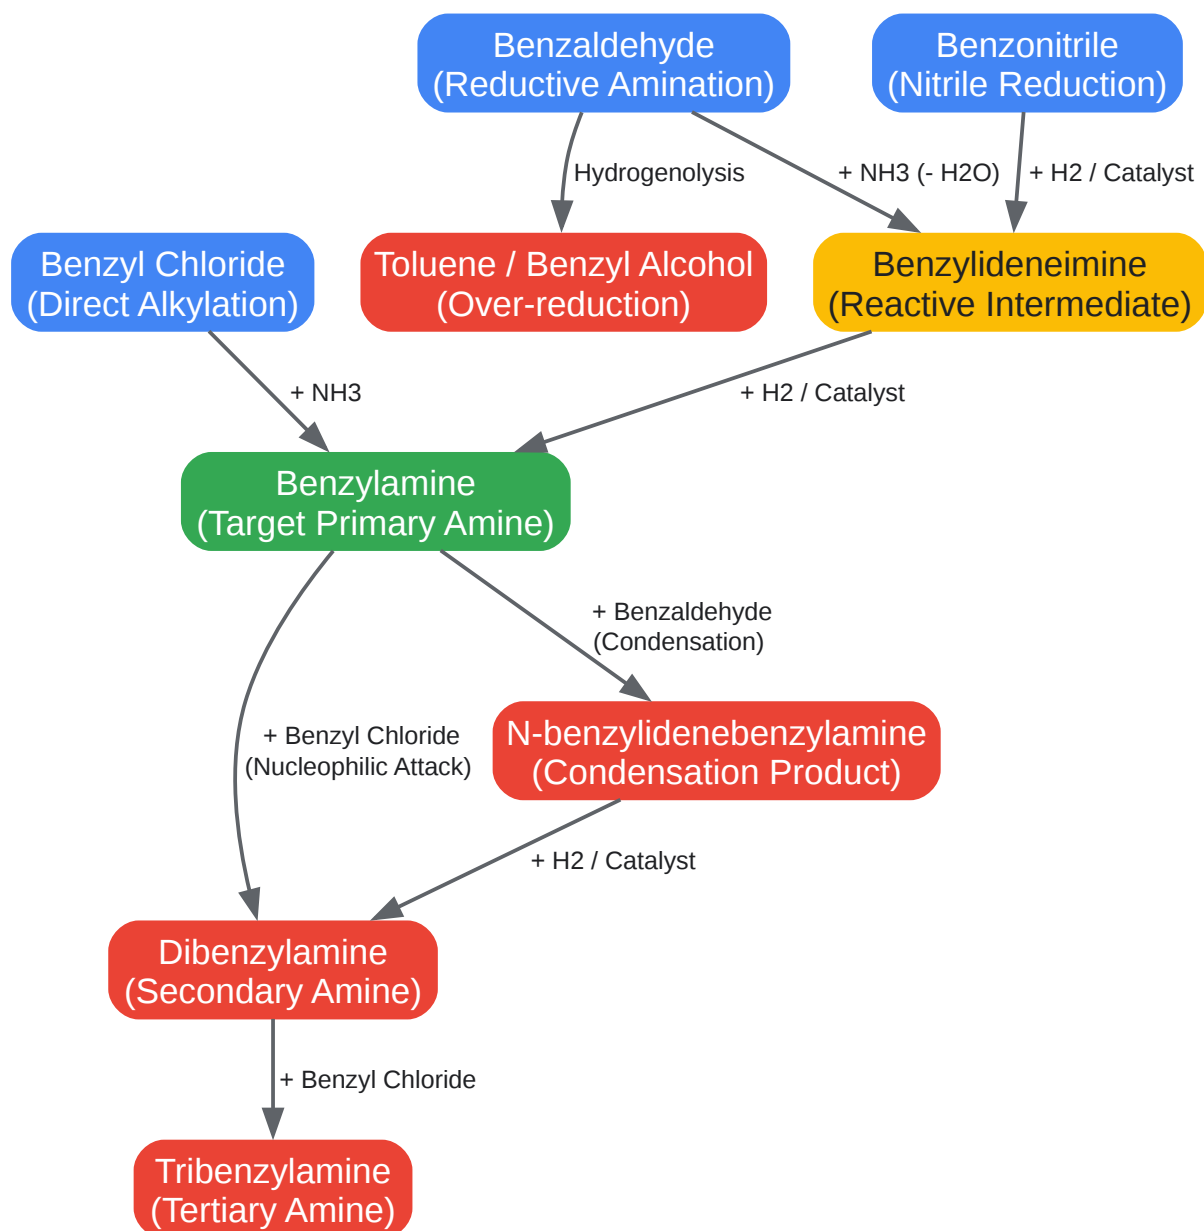 Benzaldehyde
(Reductive Amination)
Benzonitrile
(Nitrile Reduction)
Hydrogenolysis
+ NH3 (- H2O)
+ H2 / Catalyst
Benzyl Chloride
(Direct Alkylation)
Toluene / Benzyl Alcohol
(Over-reduction)
Benzylideneimine
(Reactive Intermediate)
+ NH3
+ H2 / Catalyst
Benzylamine
(Target Primary Amine)
+ Benzaldehyde
(Condensation)
+ Benzyl Chloride
(Nucleophilic Attack)
N-benzylidenebenzylamine
(Condensation Product)
+ H2 / Catalyst
Dibenzylamine
(Secondary Amine)
+ Benzyl Chloride
Tribenzylamine
(Tertiary Amine)